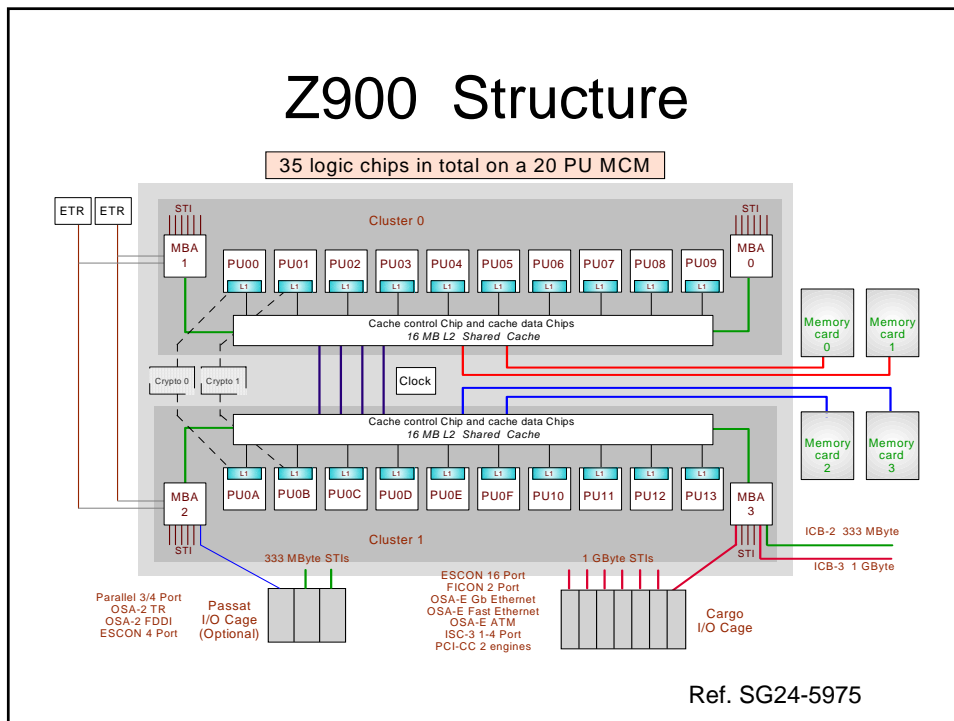 Z900 Structure
35 logic chips in total on a 20 PU MCM
ETR
ETR
STI
Cluster 0
STI
MBA
1
PU00
PU01
PU02
PU03
PU04
PU05
PU06
PU07
PU08
PU09
MBA
0
L1
L1
L1
L1
L1
L1
L1
L1
L1
L1
Cache control Chip and cache data Chips
16 MB L2 Shared Cache
Memory
card
0
Memory
card
1
Crypto 0
Crypto 1
Clock
Cache control Chip and cache data Chips
16 MB L2 Shared Cache
Memory
card
2
Memory
card
3
L1
L1
L1
L1
L1
L1
L1
L1
L1
L1
MBA
2
PU0A
PU0B
PU0C
PU0D
PU0E
PU0F
PU10
PU11
PU12
PU13
MBA
3
STI
Cluster 1
STI
ICB-2 333 MByte
ICB-3 1 GByte
333 MByte STIs
1 GByte STIs
Parallel 3/4 Port
OSA-2 TR
OSA-2 FDDI
ESCON 4 Port
Passat
I/O Cage
(Optional)
ESCON 16 Port
FICON 2 Port
OSA-E Gb Ethernet
OSA-E Fast Ethernet
OSA-E ATM
ISC-3 1-4 Port
PCI-CC 2 engines
Cargo
I/O Cage
Ref. SG24-5975